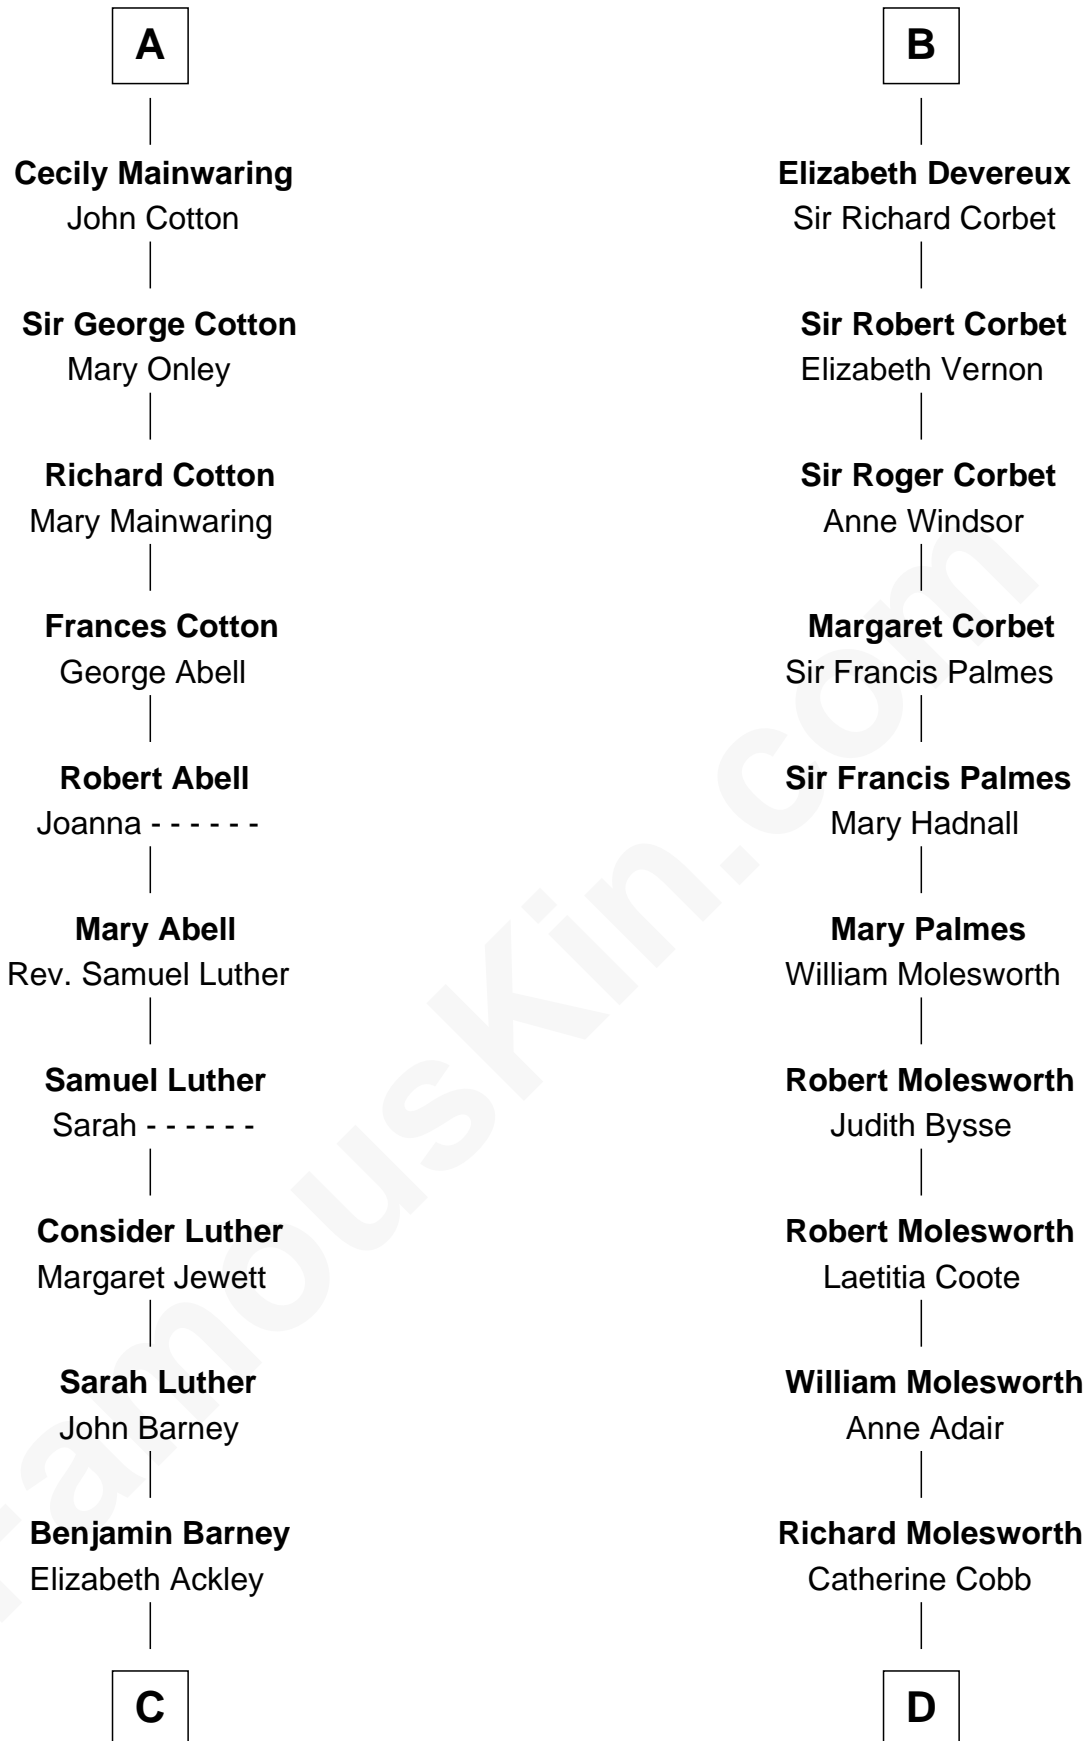 A
Cecily Mainwaring
John Cotton
Sir George Cotton
Mary Onley
Richard Cotton
Mary Mainwaring
Frances Cotton
George Abell
Robert Abell
Joanna - - - - - -
Mary Abell
Rev. Samuel Luther
Samuel Luther
Sarah - - - - - -
Consider Luther
Margaret Jewett
Sarah Luther
John Barney
Benjamin Barney
Elizabeth Ackley
C
B
Elizabeth Devereux
Sir Richard Corbet
Sir Robert Corbet
Elizabeth Vernon
Sir Roger Corbet
Anne Windsor
Margaret Corbet
Sir Francis Palmes
Sir Francis Palmes
Mary Hadnall
Mary Palmes
William Molesworth
Robert Molesworth
Judith Bysse
Robert Molesworth
Laetitia Coote
William Molesworth
Anne Adair
Richard Molesworth
Catherine Cobb
D
FamousKin.com